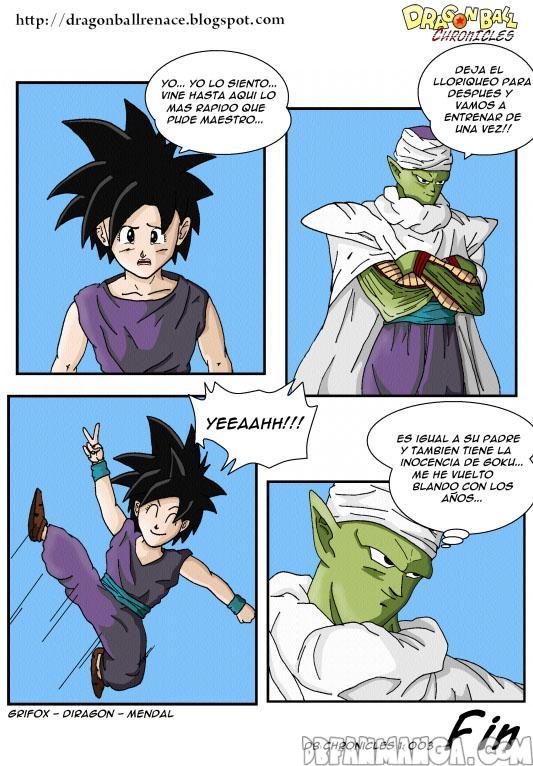 http://dragonballrenace.blogspot.com
DRAGON BALL
CHRONICLES
YO... YO LO SIENTO...
VINE HASTA AQUI LO
MAS RAPIDO QUE
PUDE MAESTRO...
DEJA EL
LLORIQUEO PARA
DESPUES Y
VAMOS A
ENTRENAR DE
UNA VEZ!!
YEEAAHH!!!
ES IGUAL A SU PADRE
Y TAMBIEN TIENE LA
INOCENCIA DE GOKU...
ME HE VUELTO
BLANDO CON LOS
AÑOS...
GRIFOX - DIRAGON - MENDAL
DB CHRONICLES 1: 003
Fin
DBFANMANGA.COM